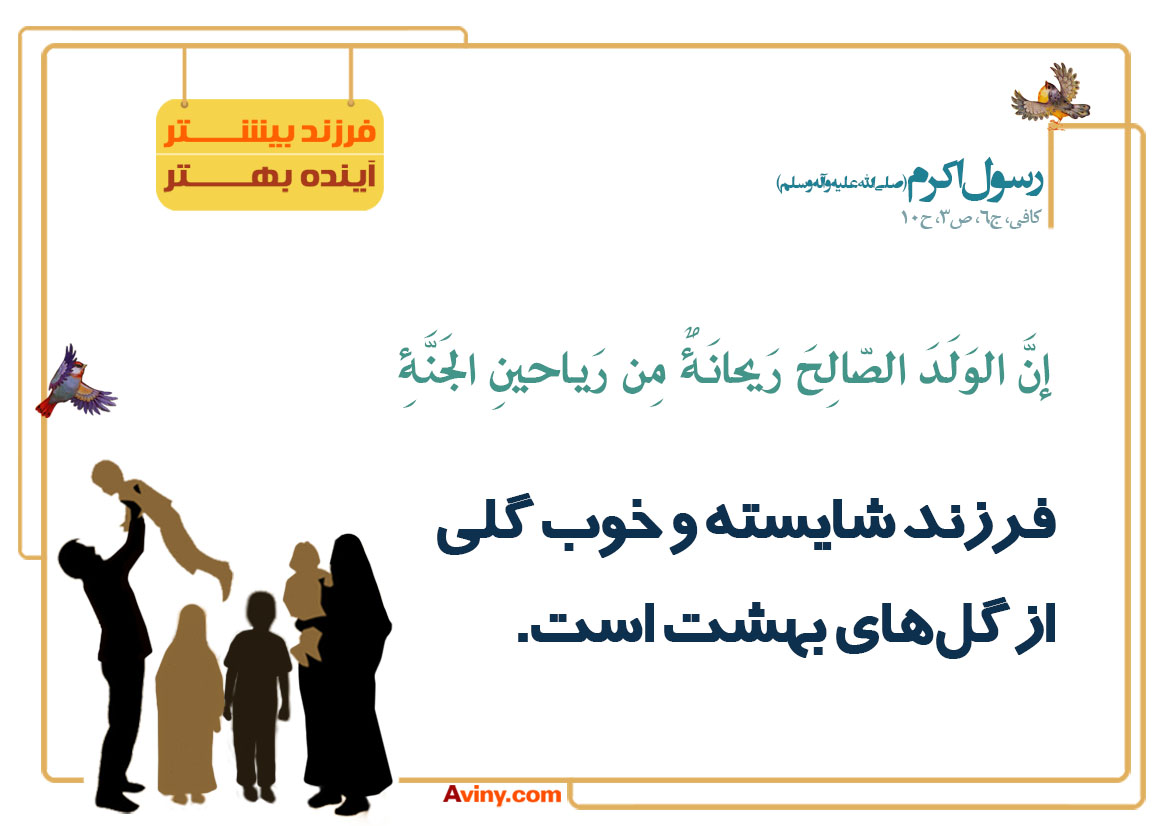 فرزند بیشتر
آینده بهتر
رسول اکرم (صلی‌الله علیه وآله وسلم)
کافی، ج٦، ص۳، ح۱۰
إنَّ الوَلَدَ الصّالِحَ رَيحانَةٌ مِن رَياحينِ الجَنَّةِ
فرزند شایسته و خوب گلی
از گل‌های بهشت است.
Aviny.com